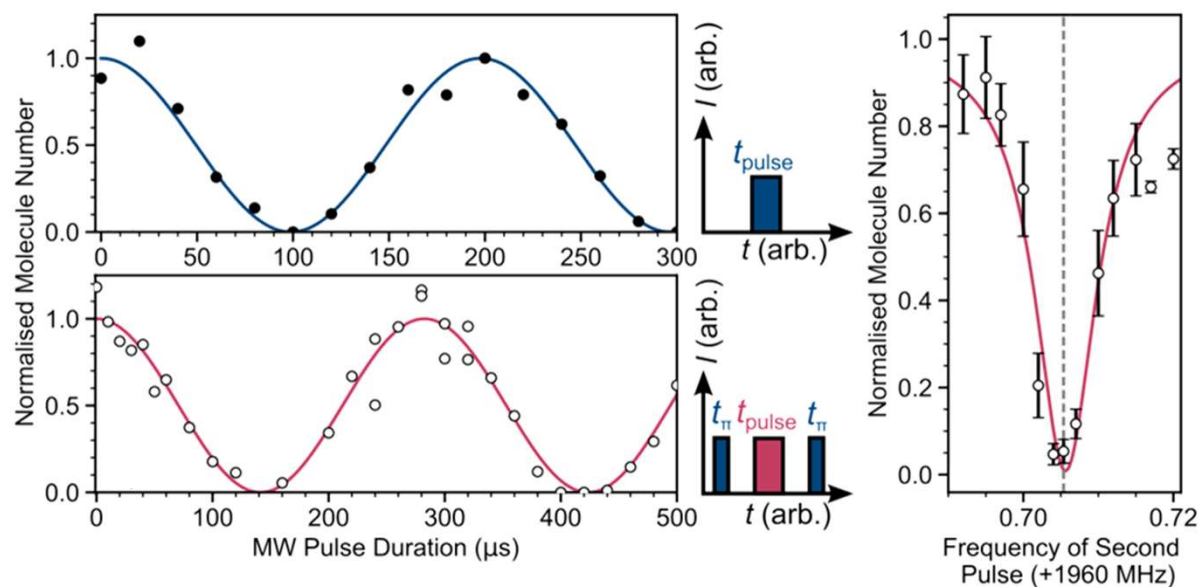 Normalised Molecule Number
1.0
0.5
0.0
0 50 100 150 200 250 300
1.0
0.5
0.0
0 100 200 300 400 500
MW Pulse Duration (μs)
I (arb.)
tpulse
t (arb.)
I (arb.)
tπ tpulse tπ
t (arb.)
Normalised Molecule Number
1.0
0.8
0.6
0.4
0.2
0.0
0.70 0.72
Frequency of Second
Pulse (+1960 MHz)